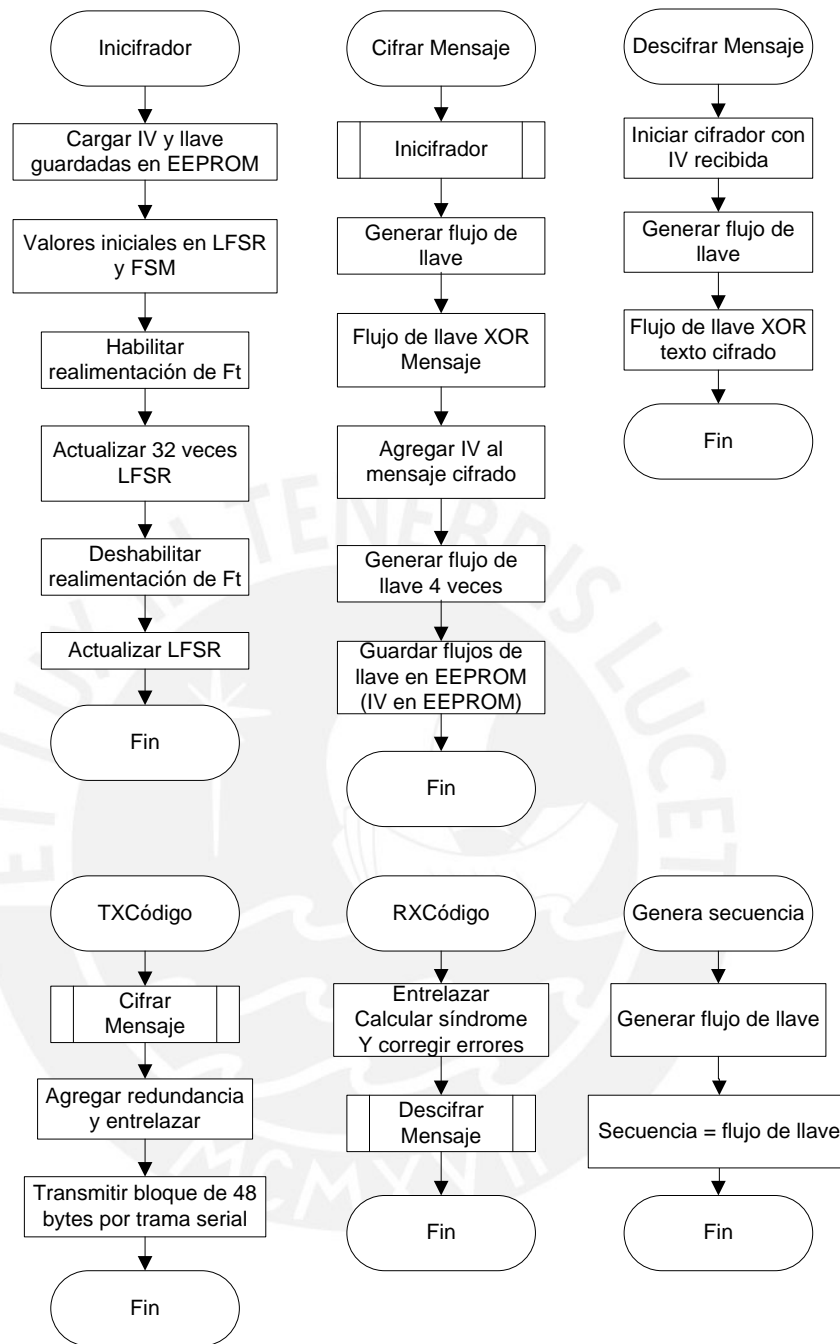 Inicifrador
Cargar IV y llave
guardadas en EEPROM
Valores iniciales en LFSR
y FSM
Habilitar
realimentación de Ft
Actualizar 32 veces
LFSR
Deshabilitar
realimentación de Ft
Actualizar LFSR
Fin
Cifrar Mensaje
Inicifrador
Generar flujo de
llave
Flujo de llave XOR
Mensaje
Agregar IV al
mensaje cifrado
Generar flujo de
llave 4 veces
Guardar flujos de
llave en EEPROM
(IV en EEPROM)
Fin
Descifrar Mensaje
Iniciar cifrador con
IV recibida
Generar flujo de
llave
Flujo de llave XOR
texto cifrado
Fin
TXCódigo
Cifrar
Mensaje
Agregar redundancia
y entrelazar
Transmitir bloque de 48
bytes por trama serial
Fin
RXCódigo
Entrelazar
Calcular síndrome
Y corregir errores
Descifrar
Mensaje
Fin
Genera secuencia
Generar flujo de llave
Secuencia = flujo de llave
Fin